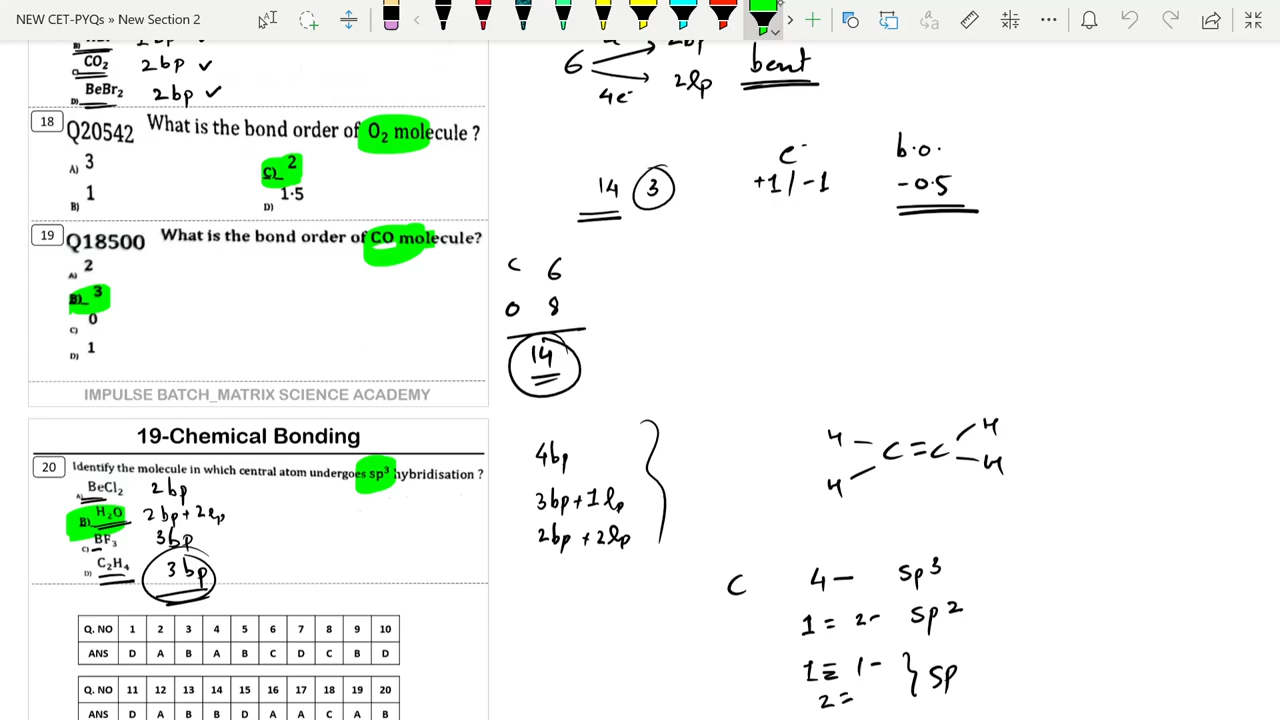 NEW CET-PYQs » New Section 2
CO₂ 2bp ✓
D) BeBr₂ 2bp ✓
18 Q20542 What is the bond order of O₂ molecule ?
A) 3 C) 2
B) 1 D) 1·5
19 Q18500 What is the bond order of CO molecule?
A) 2
B) 3
C) 0
D) 1
IMPULSE BATCH_MATRIX SCIENCE ACADEMY
19-Chemical Bonding
20 Identify the molecule in which central atom undergoes sp³ hybridisation ?
A) BeCl₂ 2bp
B) H₂O 2bp+2lp
C) BF₃ 3bp
D) C₂H₄ 3bp
Q. NO 1 2 3 4 5 6 7 8 9 10
ANS D A B A B C D C B D
Q. NO 11 12 13 14 15 16 17 18 19 20
ANS D A B B D A A C A B
6 bent
4e⁻ 2lp
14 3
e⁻ b.o.
+1/-1 -0.5
C 6
O 8
14
4bp
3bp+1lp
2bp+2lp
H H
C=C
H H
C 4— sp³
1= 2- sp²
1≡ 1- } sp
2=